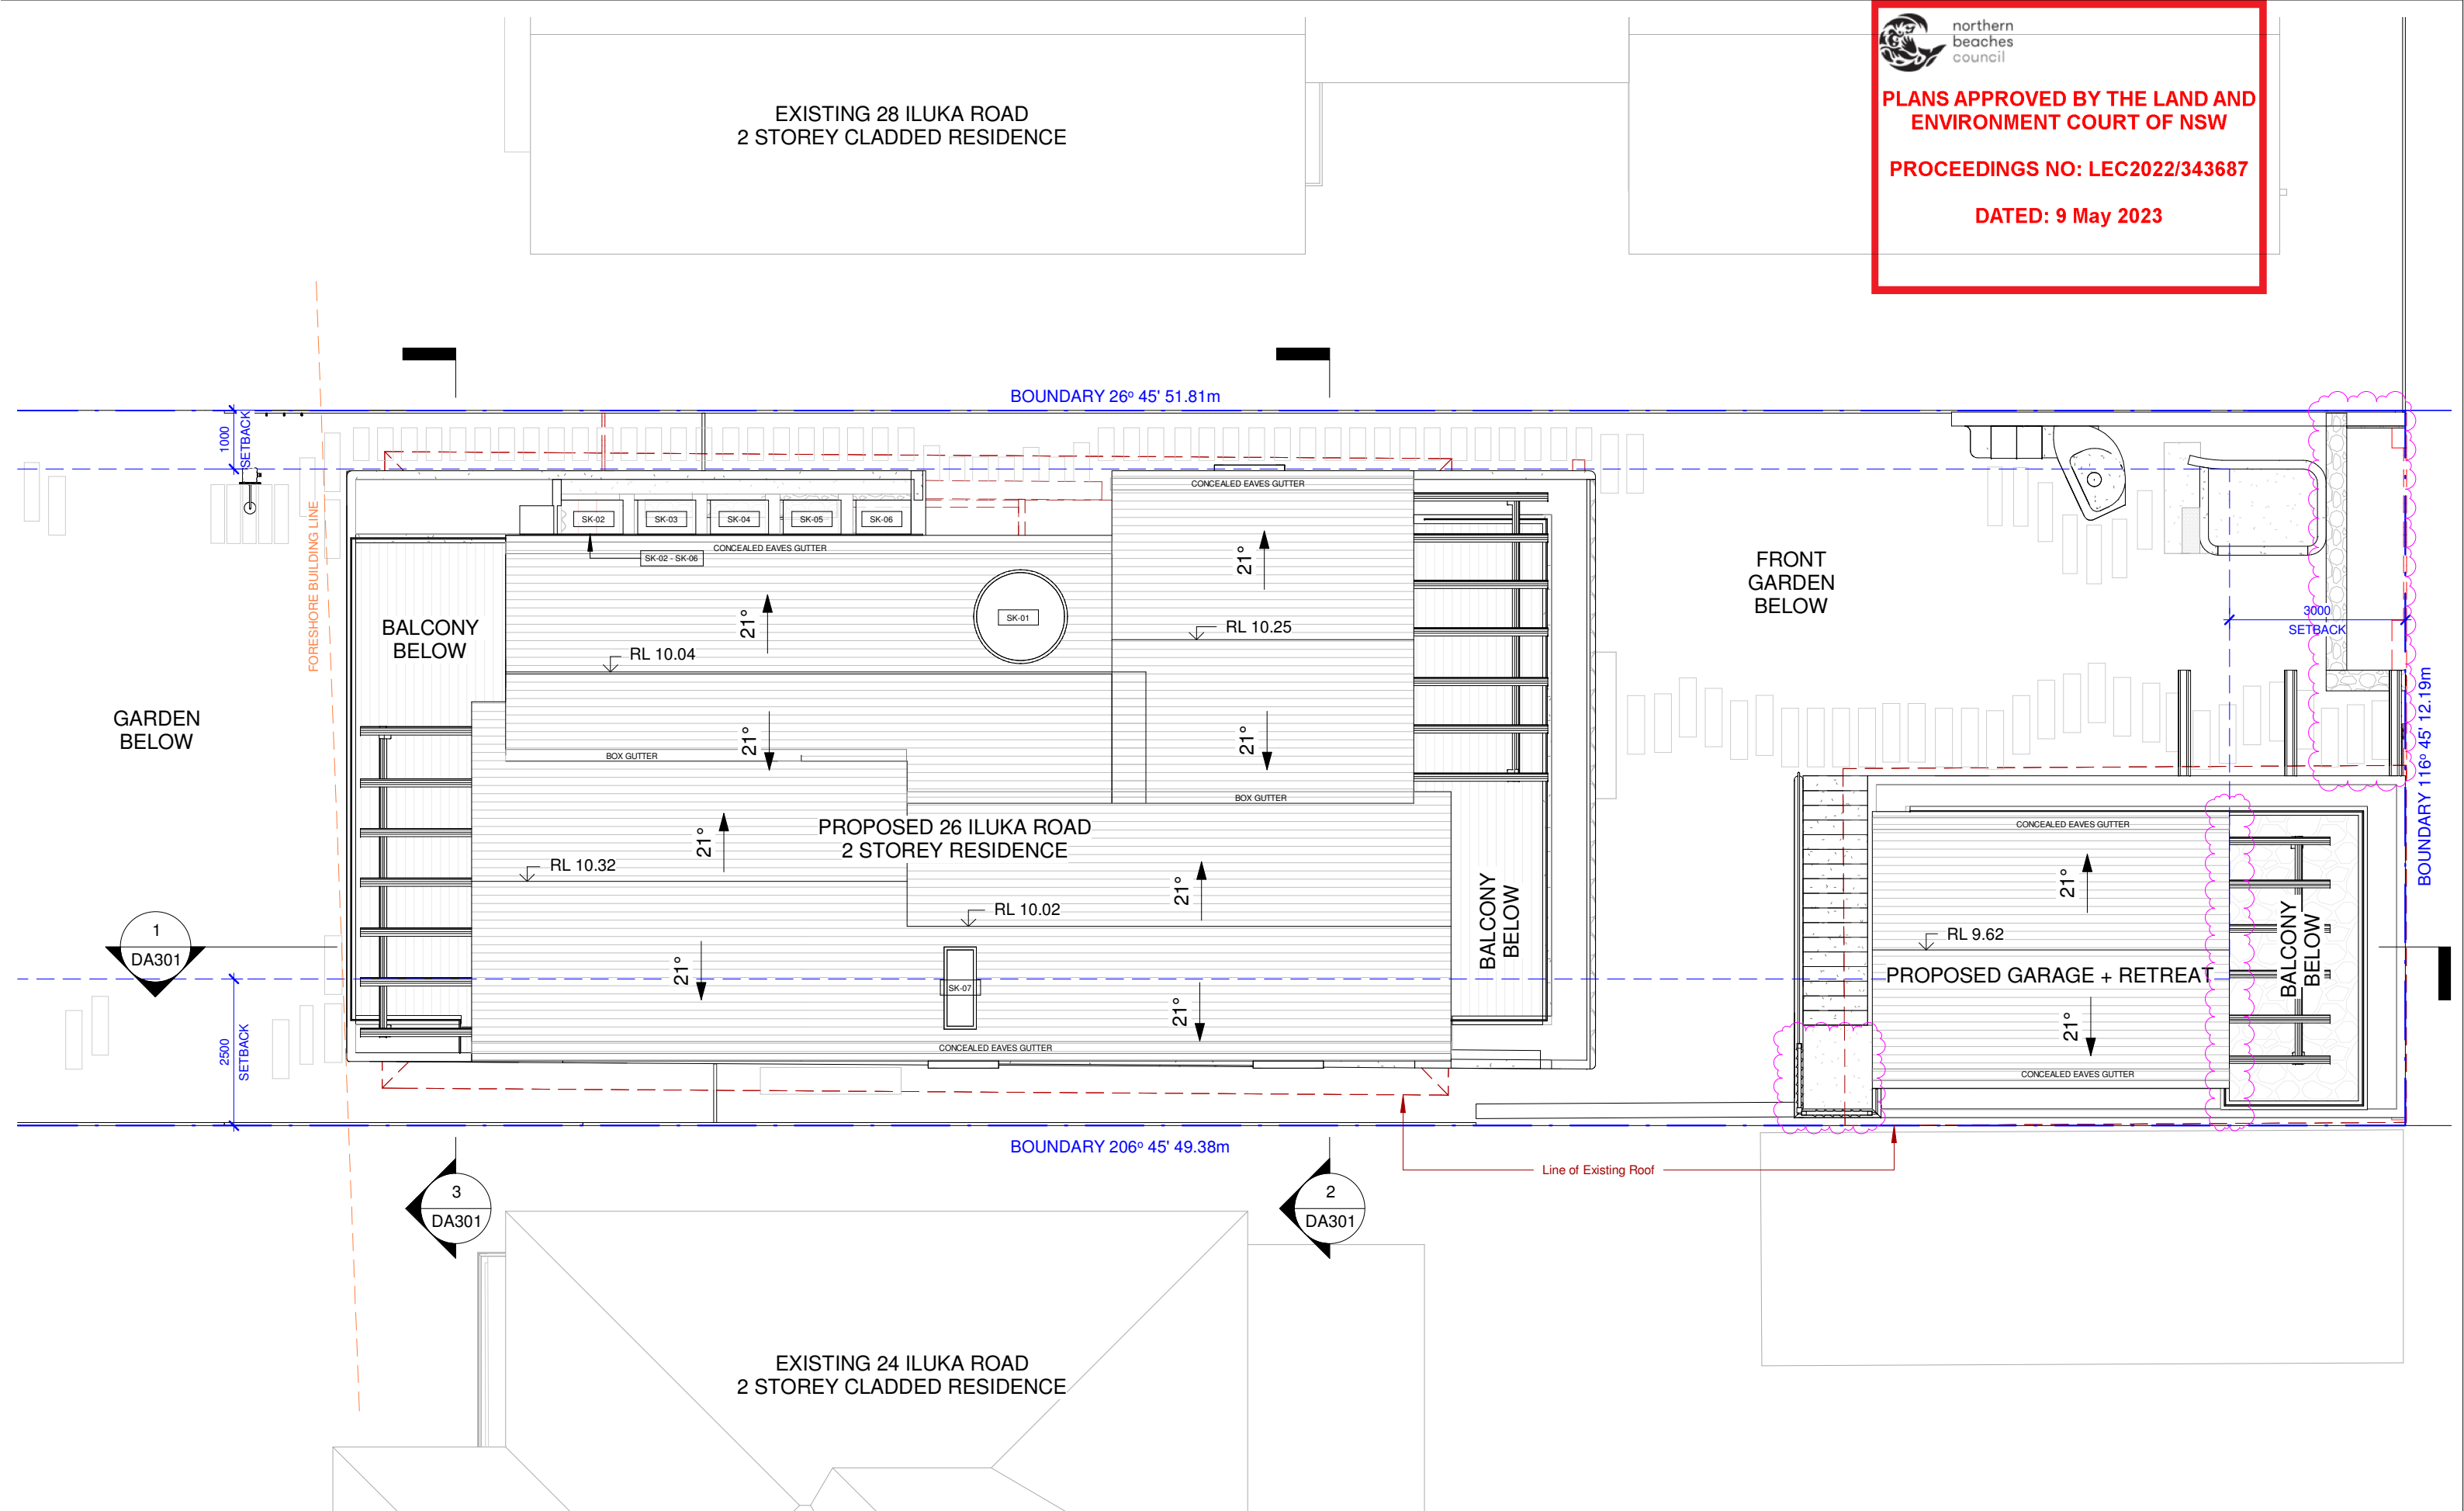 northern
beaches
council
PLANS APPROVED BY THE LAND AND
ENVIRONMENT COURT OF NSW
PROCEEDINGS NO: LEC2022/343687
DATED: 9 May 2023
EXISTING 28 ILUKA ROAD
2 STOREY CLADDED RESIDENCE
BOUNDARY 26º 45' 51.81m
1000
SETBACK
FORESHORE BUILDING LINE
CONCEALED EAVES GUTTER
SK-02
SK-03
SK-04
SK-05
SK-06
CONCEALED EAVES GUTTER
SK-02 - SK-06
21°
21°
SK-01
FRONT
GARDEN
BELOW
3000
SETBACK
BALCONY
BELOW
RL 10.04
RL 10.25
GARDEN
BELOW
21°
21°
BOX GUTTER
BOX GUTTER
BOUNDARY 116º 45' 12.19m
PROPOSED 26 ILUKA ROAD
2 STOREY RESIDENCE
21°
RL 10.32
21°
RL 10.02
BALCONY
BELOW
CONCEALED EAVES GUTTER
21°
RL 9.62
PROPOSED GARAGE + RETREAT
BALCONY
BELOW
1
DA301
21°
SK-07
21°
21°
2500
SETBACK
CONCEALED EAVES GUTTER
CONCEALED EAVES GUTTER
BOUNDARY 206º 45' 49.38m
Line of Existing Roof
3
DA301
2
DA301
EXISTING 24 ILUKA ROAD
2 STOREY CLADDED RESIDENCE